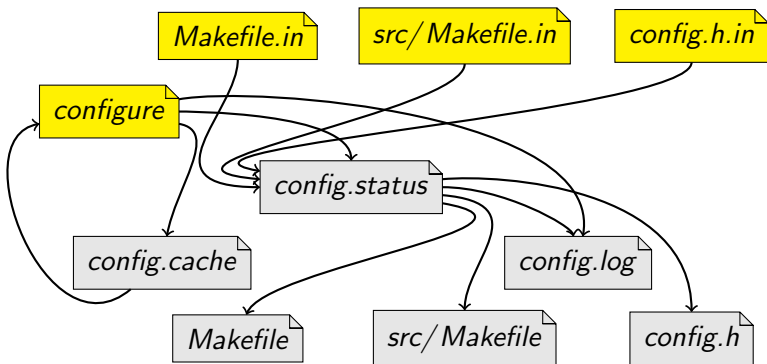 Makefile.in
src/Makefile.in
config.h.in
configure
config.status
config.cache
config.log
Makefile
src/Makefile
config.h